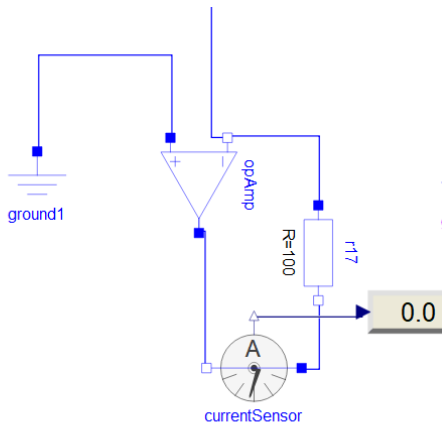 +
−
opAmp
ground1
R=100
r17
0.0
A
currentSensor